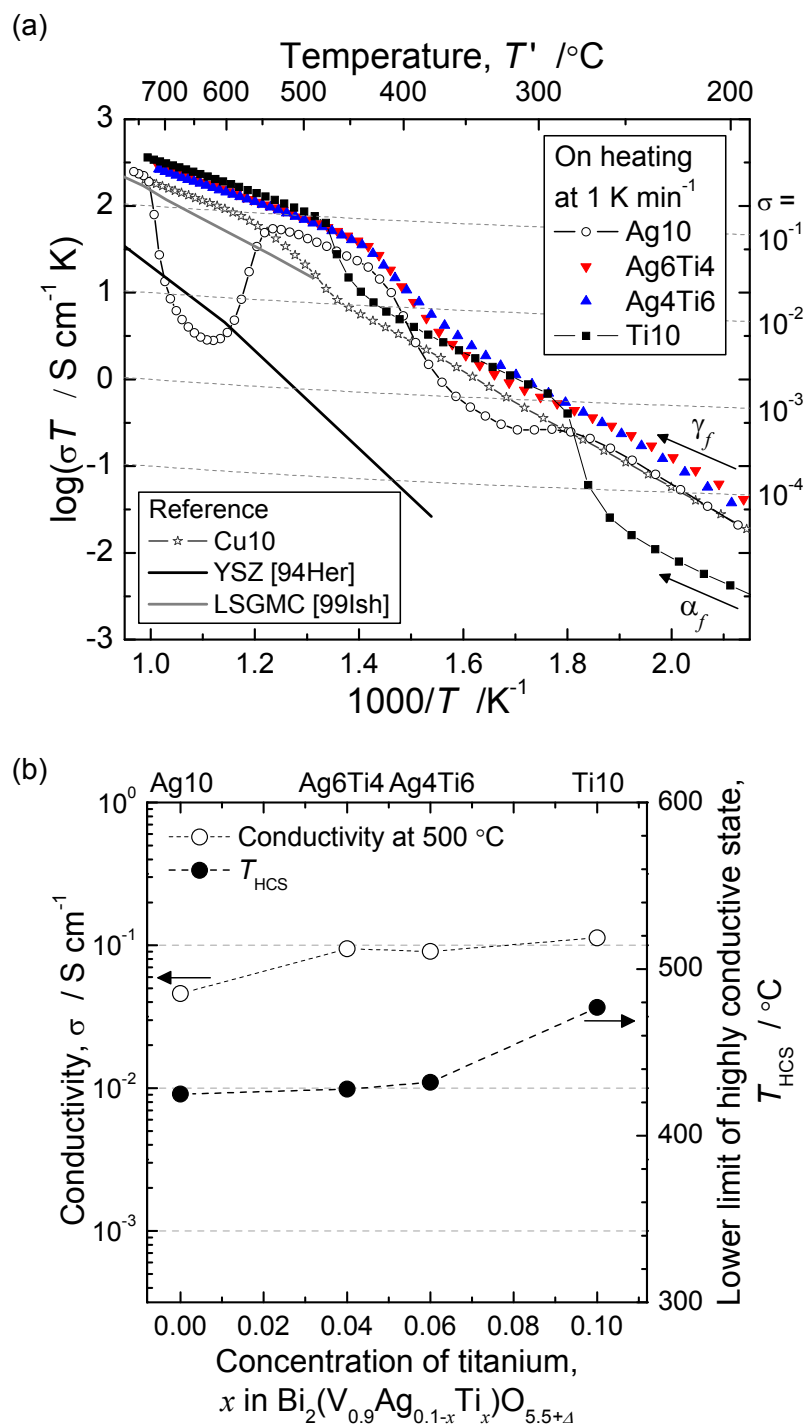 (a)
Temperature, T' /°C
700 600 500 400 300 200
3
2
1
0
-1
-2
-3
log(σT / S cm⁻¹ K)
On heating
at 1 K min⁻¹
Ag10
Ag6Ti4
Ag4Ti6
Ti10
σ =
10⁻¹
10⁻²
10⁻³
10⁻⁴
γf
αf
Reference
Cu10
YSZ [94Her]
LSGMC [99Ish]
1.0 1.2 1.4 1.6 1.8 2.0
1000/T /K⁻¹
(b)
Ag10 Ag6Ti4 Ag4Ti6 Ti10
10⁰
10⁻¹
10⁻²
10⁻³
Conductivity, σ / S cm⁻¹
Conductivity at 500 °C
T_HCS
600
500
400
300
Lower limit of highly conductive state,
T_HCS / °C
0.00 0.02 0.04 0.06 0.08 0.10
Concentration of titanium,
x in Bi₂(V₀.₉Ag₀.₁₋ₓTiₓ)O₅.₅₊Δ